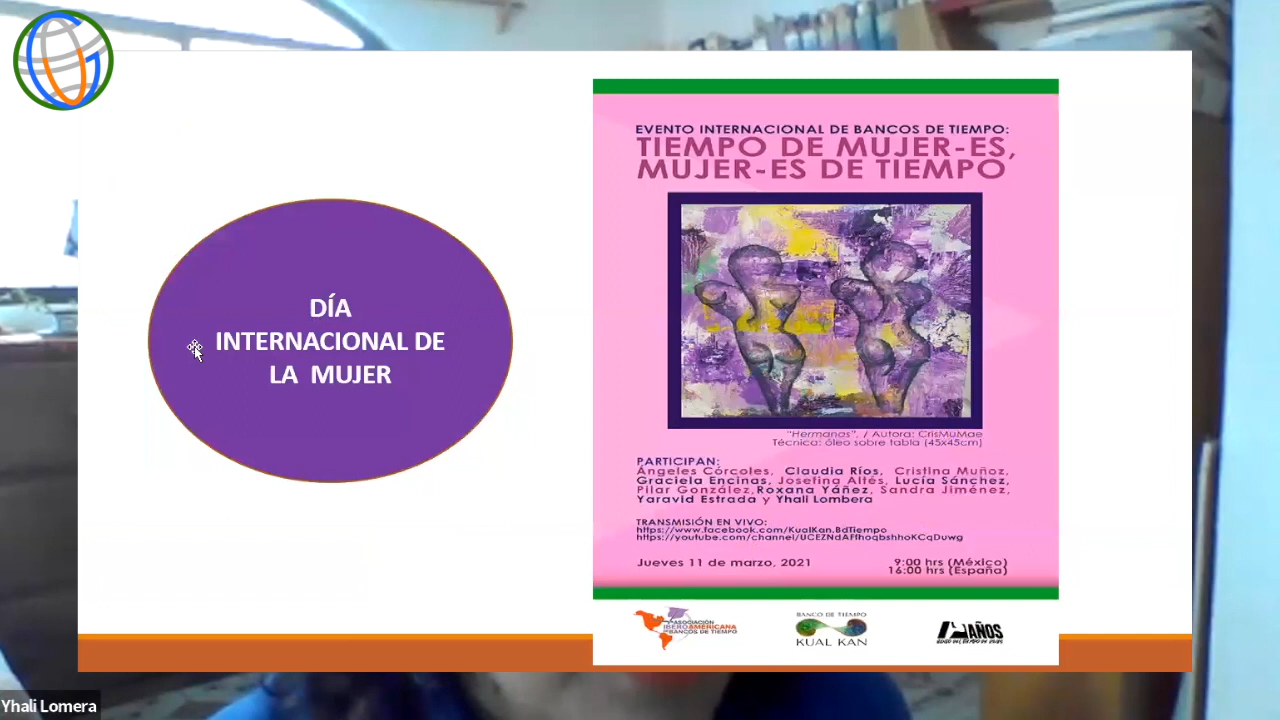 DÍA
INTERNACIONAL DE
LA MUJER
EVENTO INTERNACIONAL DE BANCOS DE TIEMPO:
TIEMPO DE MUJER-ES,
MUJER-ES DE TIEMPO
"Hermanas". / Autora: CrisMuMae
Técnica: óleo sobre tabla (45x45cm)
PARTICIPAN:
Ángeles Córcoles, Claudia Ríos, Cristina Muñoz,
Graciela Encinas, Josefina Altés, Lucía Sánchez,
Pilar González, Roxana Yáñez, Sandra Jiménez,
Yaravid Estrada y Yhali Lombera
TRANSMISIÓN EN VIVO:
https://www.facebook.com/KualKan.BdTiempo
Jueves 11 de marzo, 2021
9:00 hrs (México)
16:00 hrs (España)
ASOCIACIÓN
IBEROAMERICANA
BANCOS DE TIEMPO
BANCO DE TIEMPO
KUAL KAN
AÑOS
Yhali Lomera